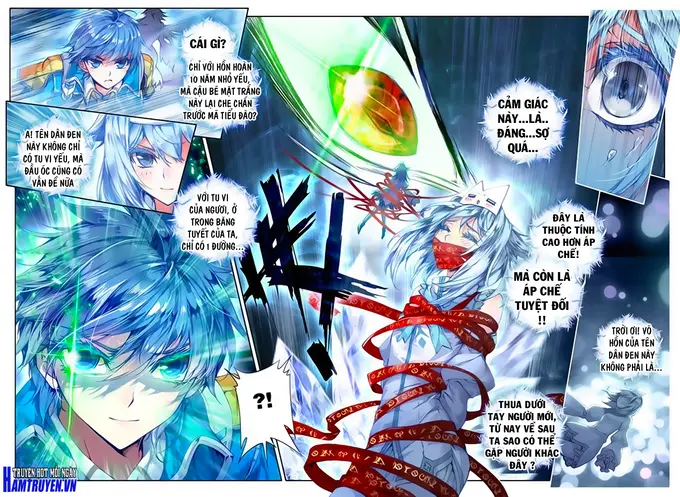 CÁI GÌ?
CHỈ VỚI HỒN HOÀN
10 NĂM NHỎ YẾU,
MÀ CẬU BÉ MẶT TRẮNG
NÀY LẠI CHE CHẮN
TRƯỚC MÃ TIỂU ĐÀO?
A! TÊN DÂN ĐEN
NÀY KHÔNG CHỈ
CÓ TU VI YẾU, MÀ
ĐẦU ÓC CŨNG CÓ
VẤN ĐỀ NỮA
VỚI TU VI
CỦA NGƯƠI, Ở
TRONG BĂNG
TUYẾT CỦA TA,
CHỈ CÓ 1 ĐƯỜNG...
?!
CẢM GIÁC
NÀY...LÀ..
ĐÁNG...SỢ
QUÁ...
ĐÂY LÀ
THUỘC TÍNH
CAO HƠN ÁP
CHẾ!
MÀ CÒN LÀ
ÁP CHẾ
TUYỆT ĐỐI
!!
THUA DƯỚI
TAY NGƯỜI MỚI,
TỪ NAY VỀ SAU
TA SAO CÓ THỂ
GẶP NGƯỜI KHÁC
ĐÂY ?
TRỜI ƠI! VÕ
HỒN CỦA TÊN
DÂN ĐEN NÀY
KHÔNG PHẢI LÀ...
TRUYỆN HOT MỖI NGÀY
HAMTRUYEN.VN